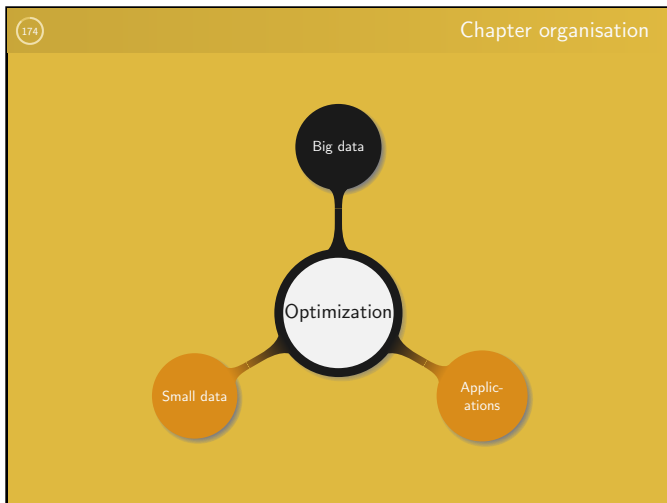 174
Chapter organisation
Big data
Optimization
Small data
Applic-
ations